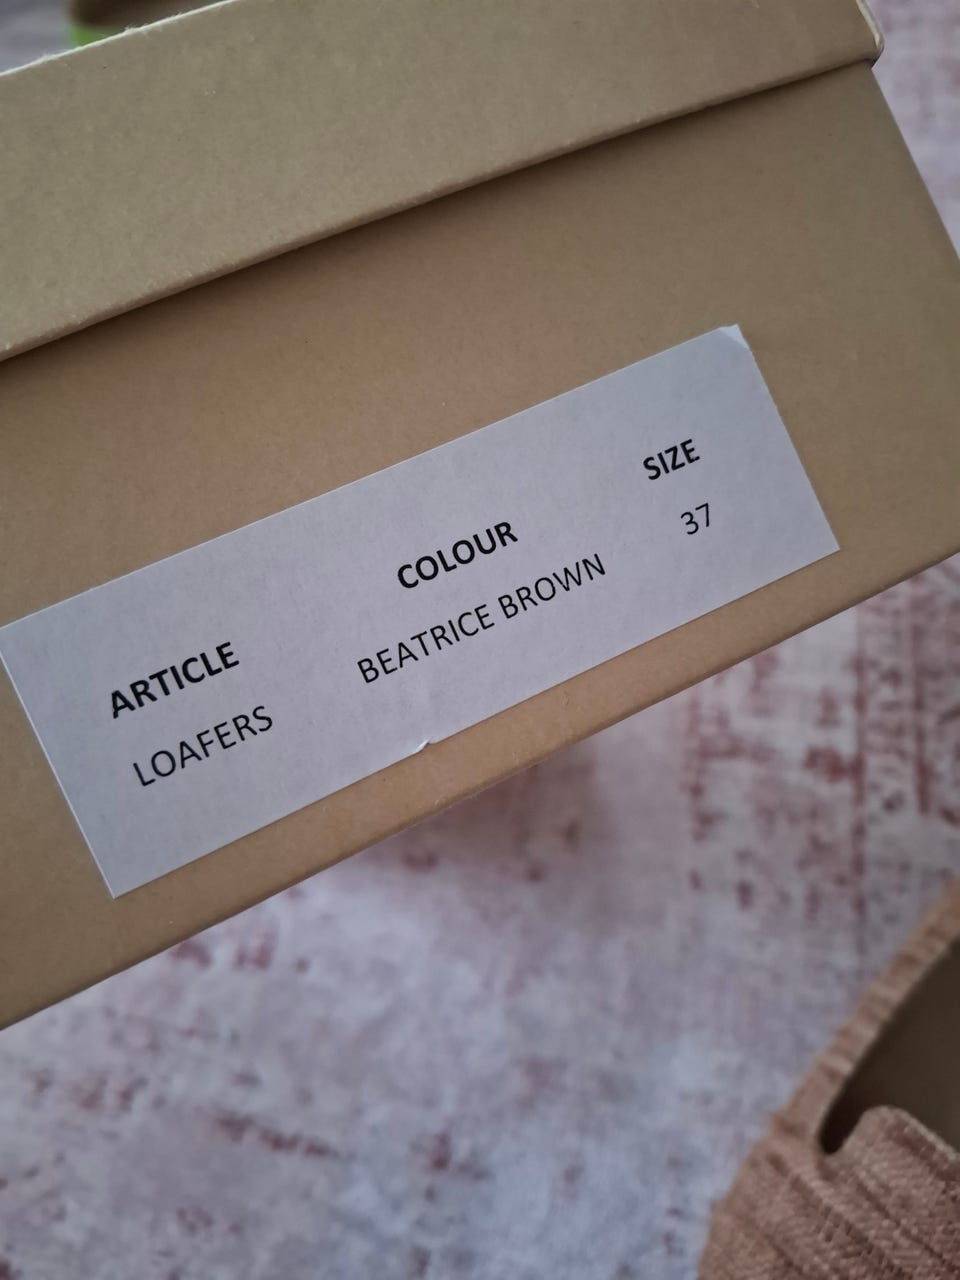 ARTICLE COLOUR SIZE
LOAFERS BEATRICE BROWN 37